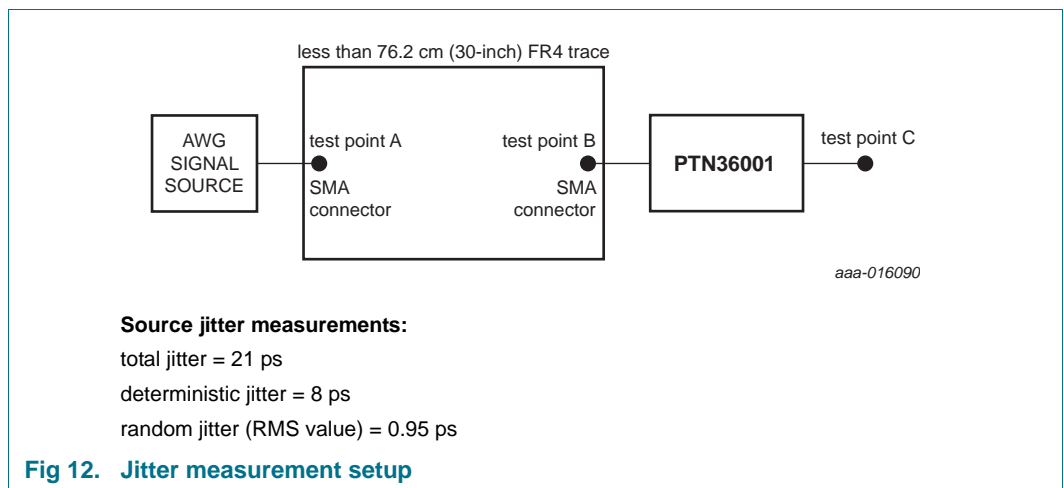 less than 76.2 cm (30-inch) FR4 trace
AWG
SIGNAL
SOURCE
test point A
SMA
connector
test point B
SMA
connector
PTN36001
test point C
aaa-016090
Source jitter measurements:
total jitter = 21 ps
deterministic jitter = 8 ps
random jitter (RMS value) = 0.95 ps
Fig 12. Jitter measurement setup